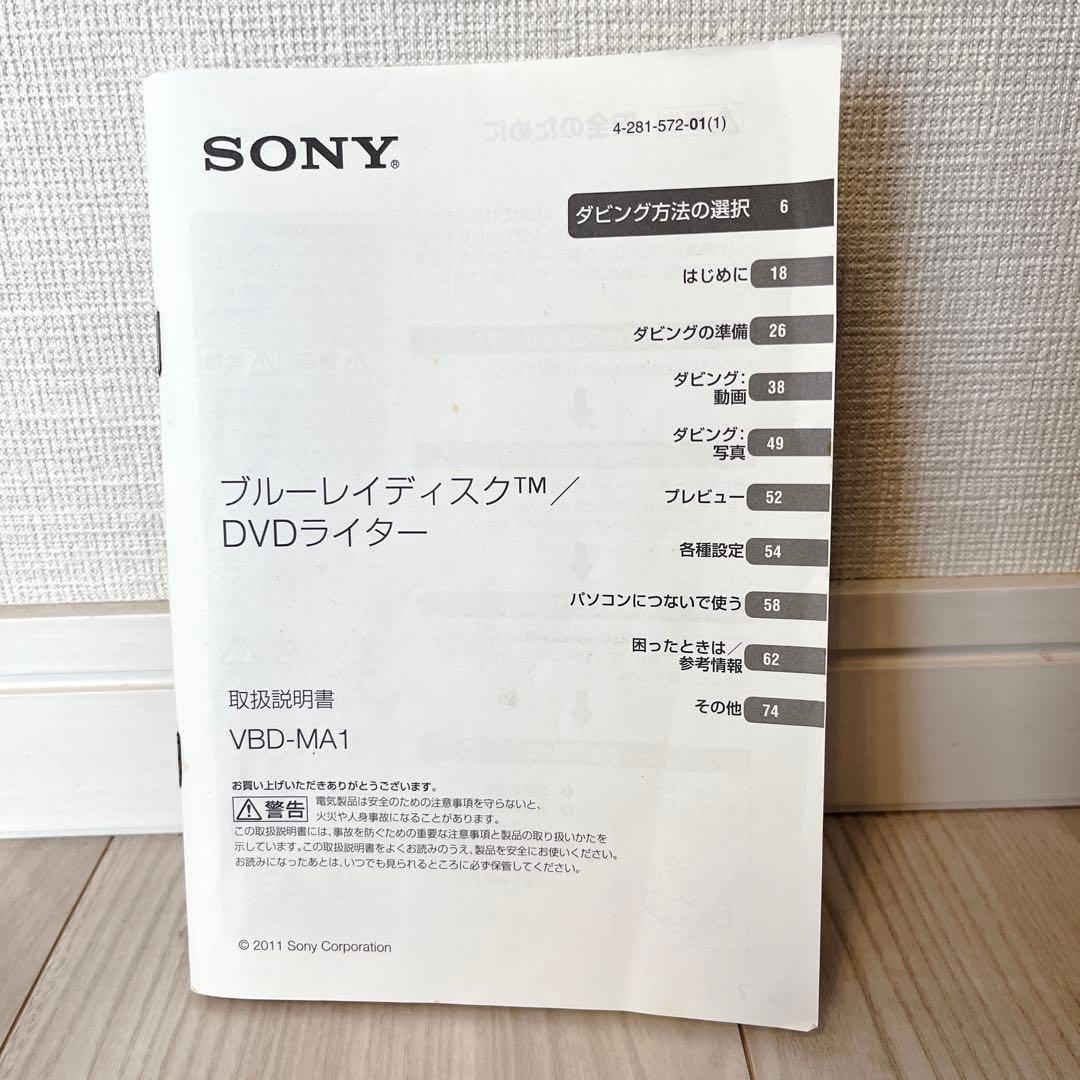 SONY®
4-281-572-01(1)
ダビング方法の選択 6
はじめに 18
ダビングの準備 26
ダビング:
動画 38
ダビング:
写真 49
プレビュー 52
各種設定 54
パソコンにつないで使う 58
困ったときは／
参考情報 62
その他 74
ブルーレイディスク™／
DVDライター
取扱説明書
VBD-MA1
お買い上げいただきありがとうございます。
警告 電気製品は安全のための注意事項を守らないと、
火災や人身事故になることがあります。
この取扱説明書には、事故を防ぐための重要な注意事項と製品の取り扱いかたを
示しています。この取扱説明書をよくお読みのうえ、製品を安全にお使いください。
お読みになったあとは、いつでも見られるところに必ず保管してください。
© 2011 Sony Corporation